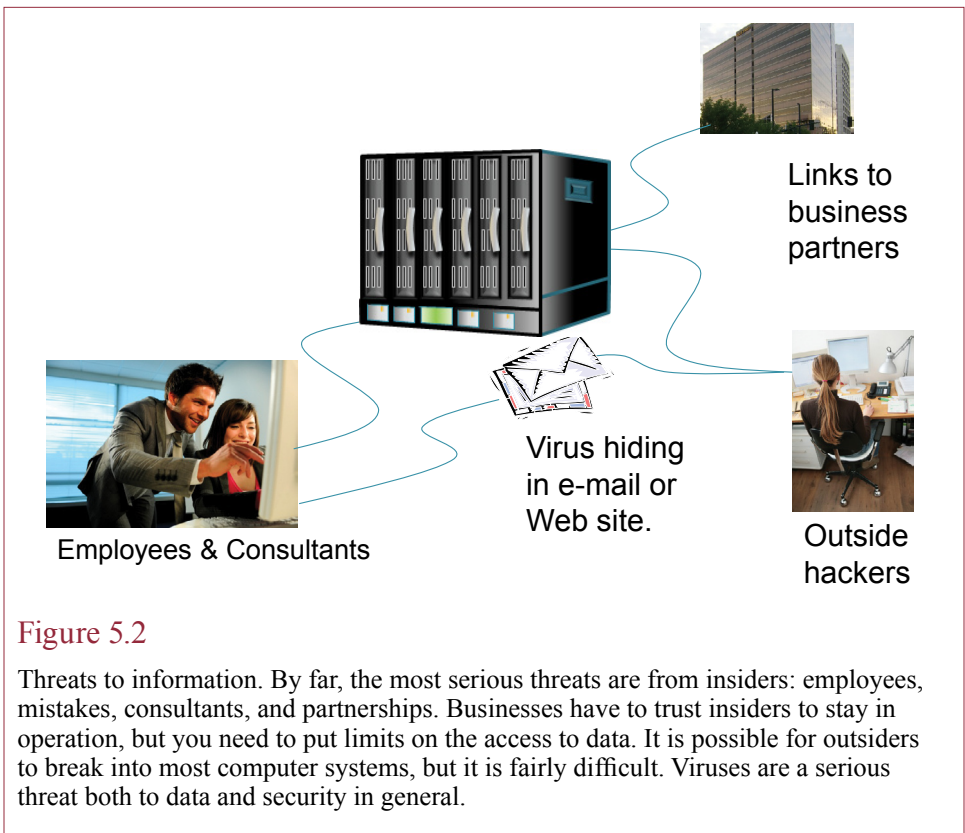 Links to
business
partners
Virus hiding
in e-mail or
Web site.
Employees & Consultants
Outside
hackers
Figure 5.2
Threats to information. By far, the most serious threats are from insiders: employees,
mistakes, consultants, and partnerships. Businesses have to trust insiders to stay in
operation, but you need to put limits on the access to data. It is possible for outsiders
to break into most computer systems, but it is fairly difficult. Viruses are a serious
threat both to data and security in general.